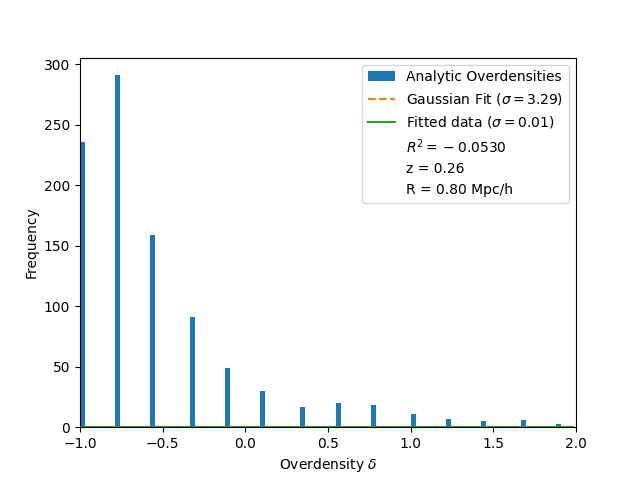 300
250
200
150
100
50
0
Frequency
−1.0 −0.5 0.0 0.5 1.0 1.5 2.0
Overdensity δ
Analytic Overdensities
Gaussian Fit (σ = 3.29)
Fitted data (σ = 0.01)
R² = −0.0530
z = 0.26
R = 0.80 Mpc/h